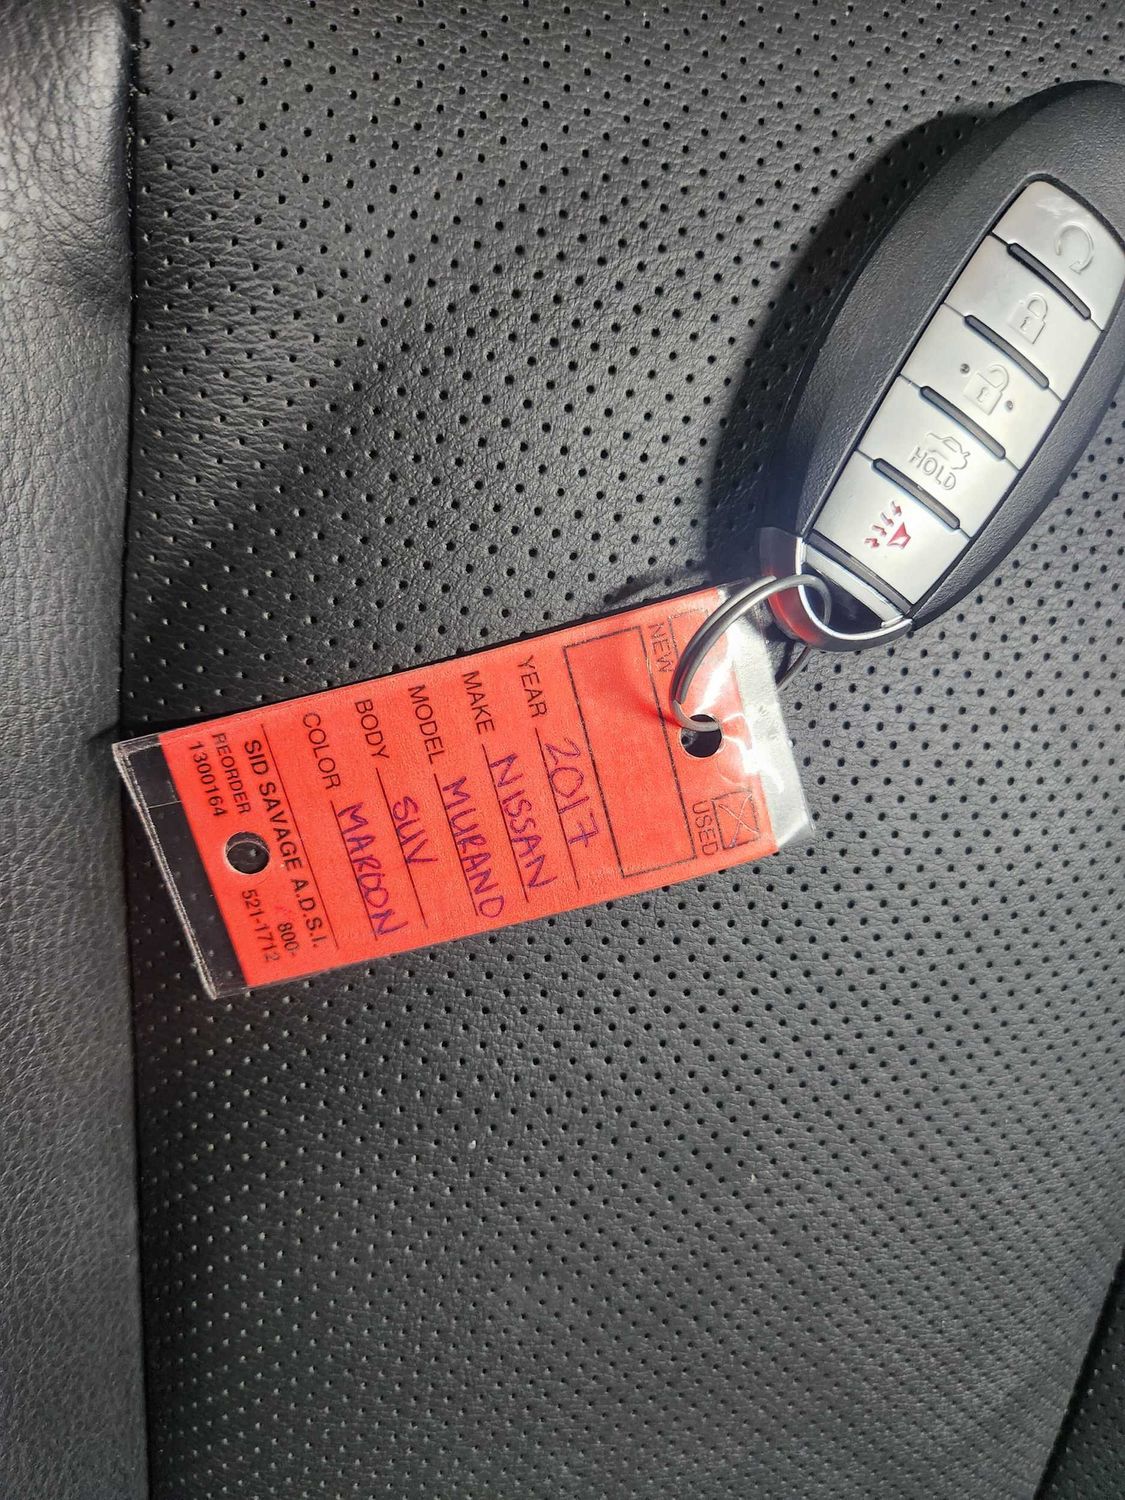 NEW
USED
YEAR 2017
MAKE NISSAN
MODEL MURANO
BODY SUV
COLOR MAROON
SID SAVAGE A.D.S.I.
REORDER 800-
1300164 521-1712
HOLD